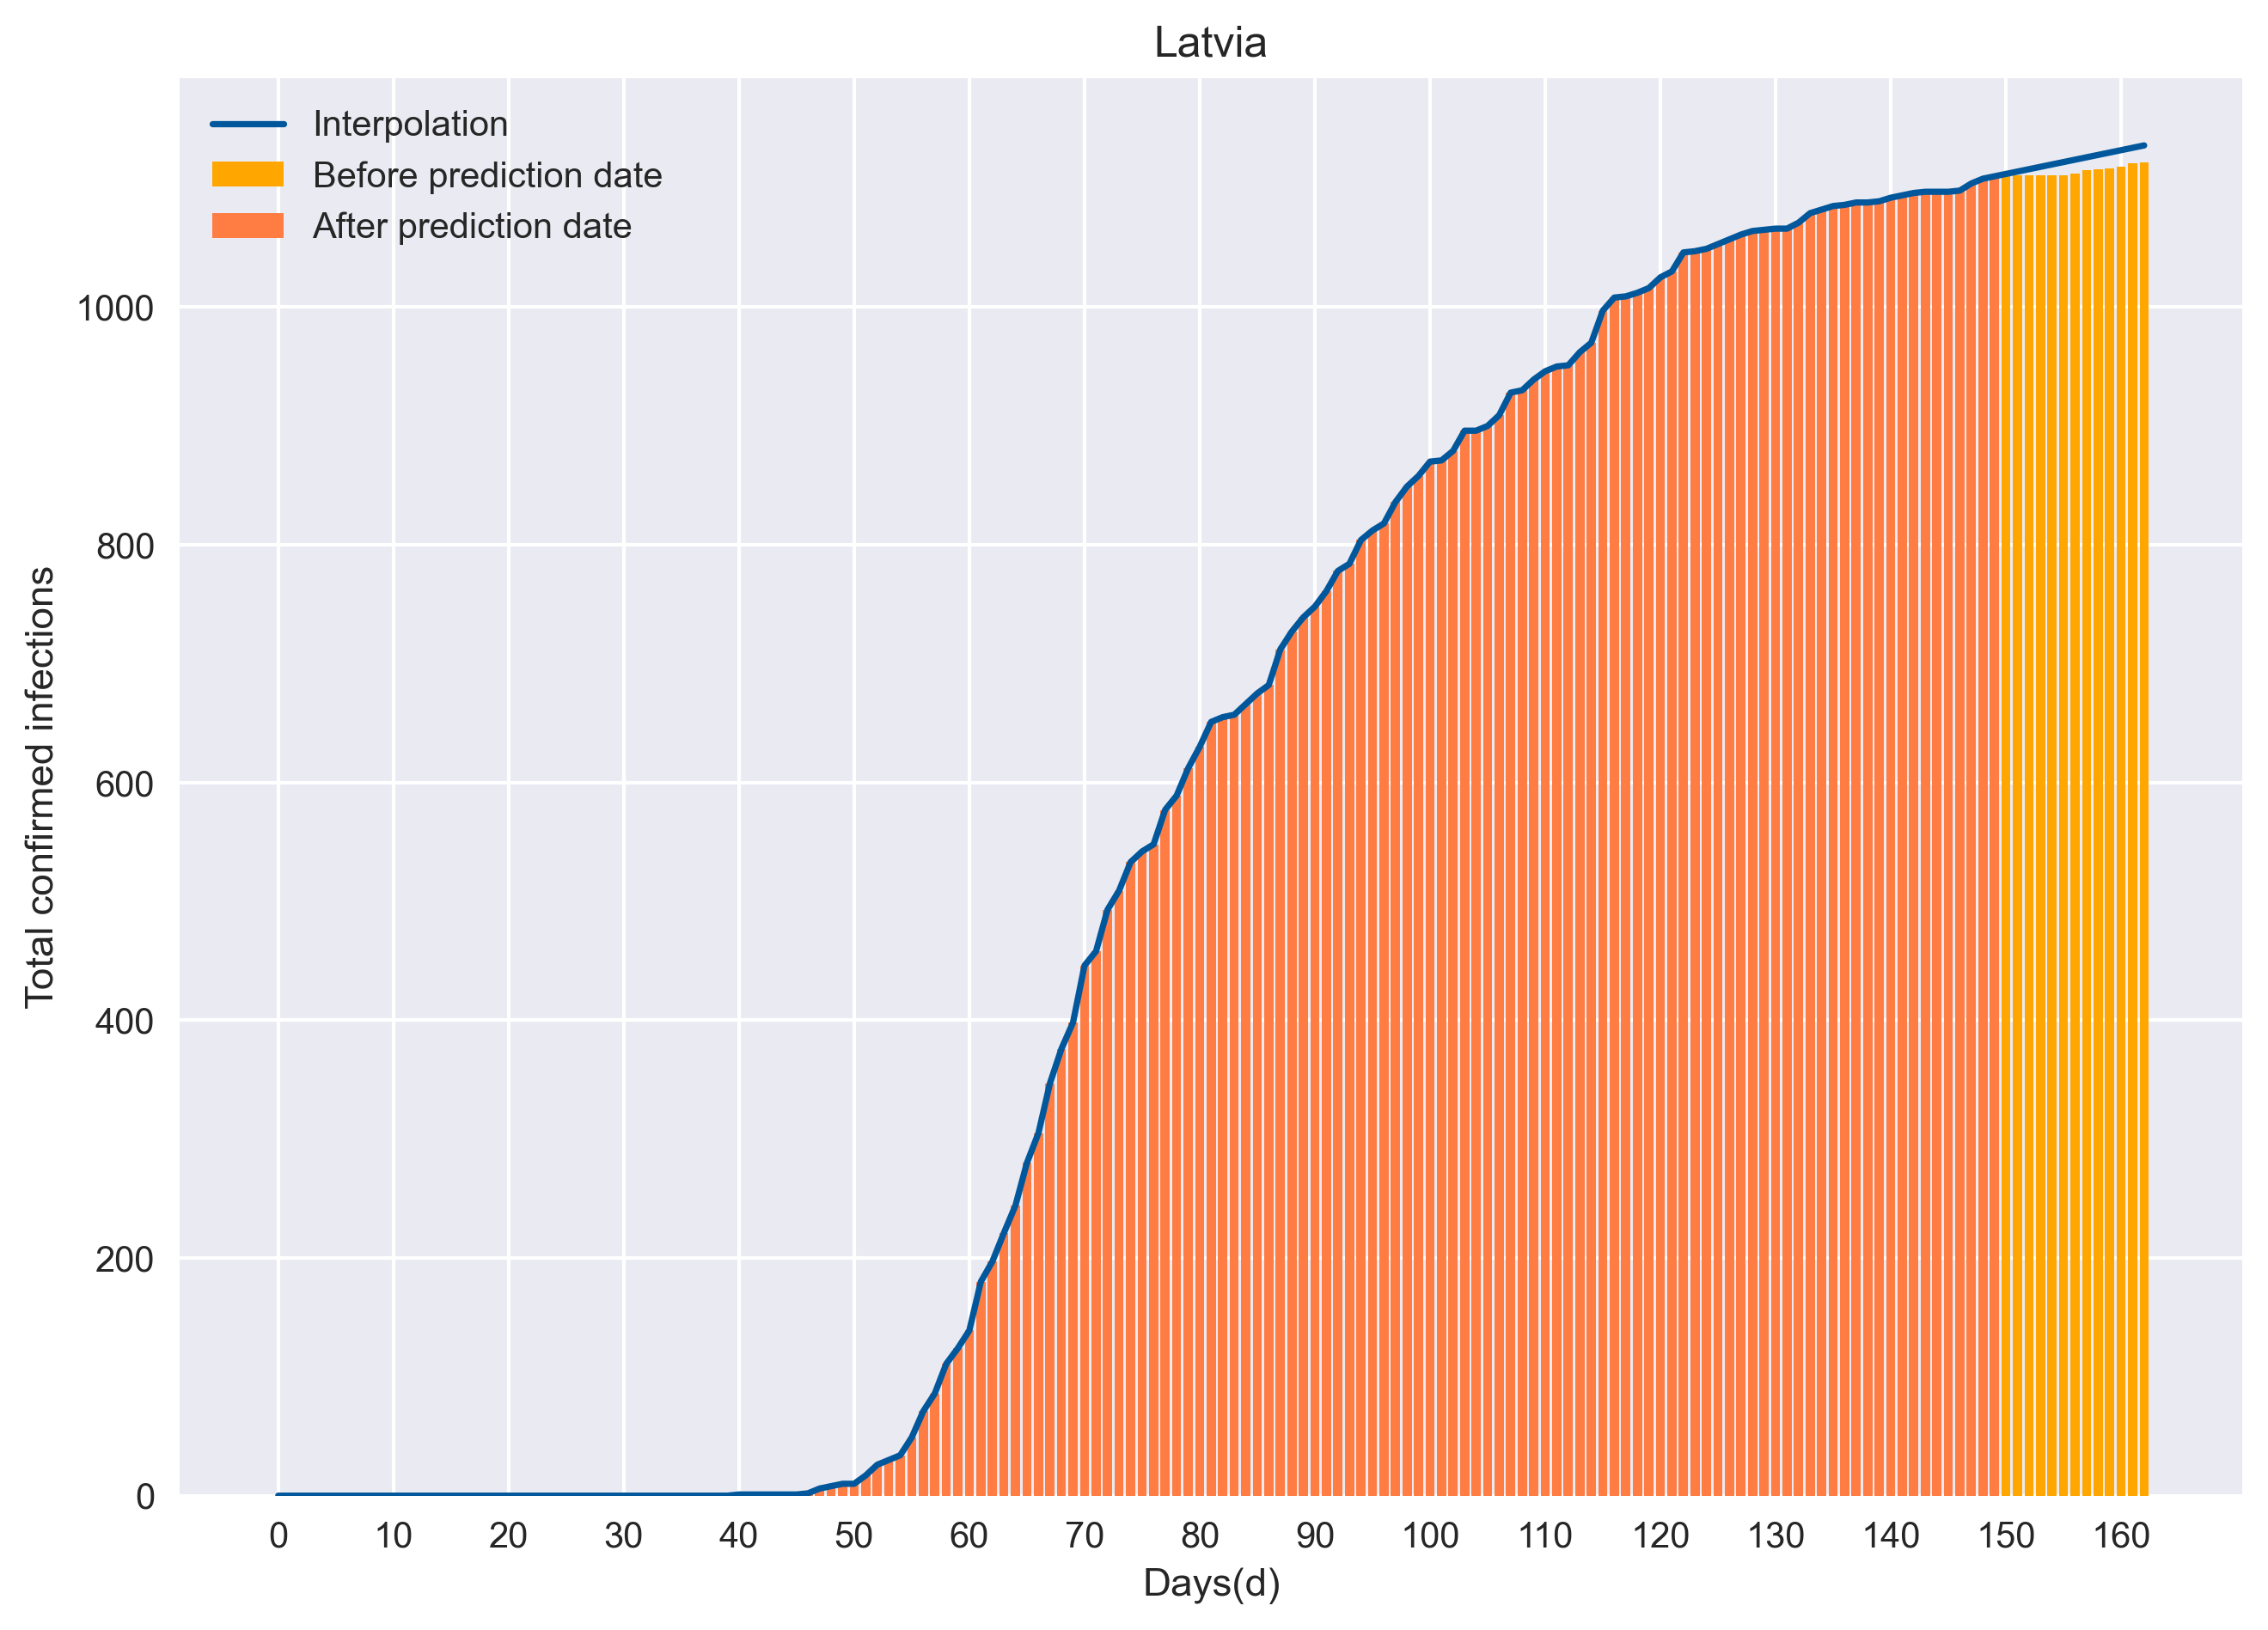 Latvia
Interpolation
Before prediction date
After prediction date
Total confirmed infections
1000
800
600
400
200
0
0 10 20 30 40 50 60 70 80 90 100 110 120 130 140 150 160
Days(d)